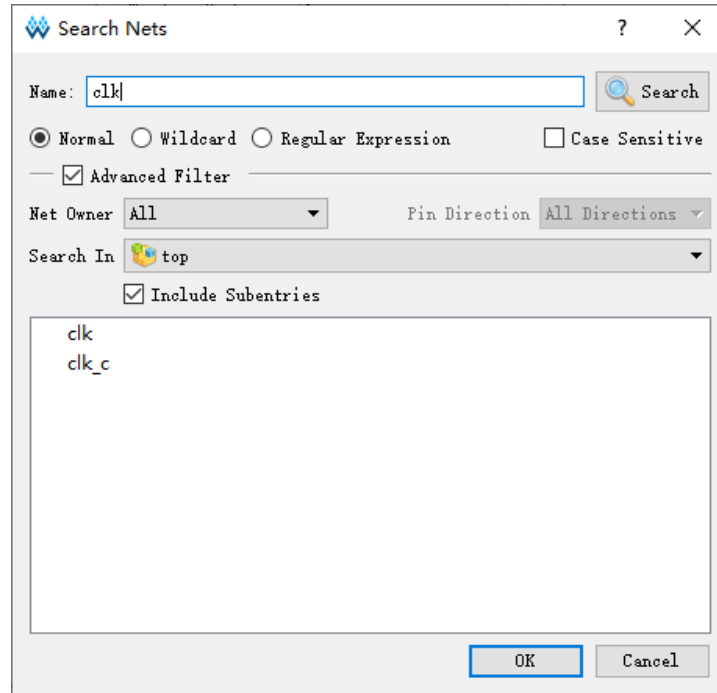 Search Nets
Name: clk Search
Normal Wildcard Regular Expression Case Sensitive
Advanced Filter
Net Owner All Pin Direction All Directions
Search In top
Include Subentries
clk
clk_c
OK Cancel